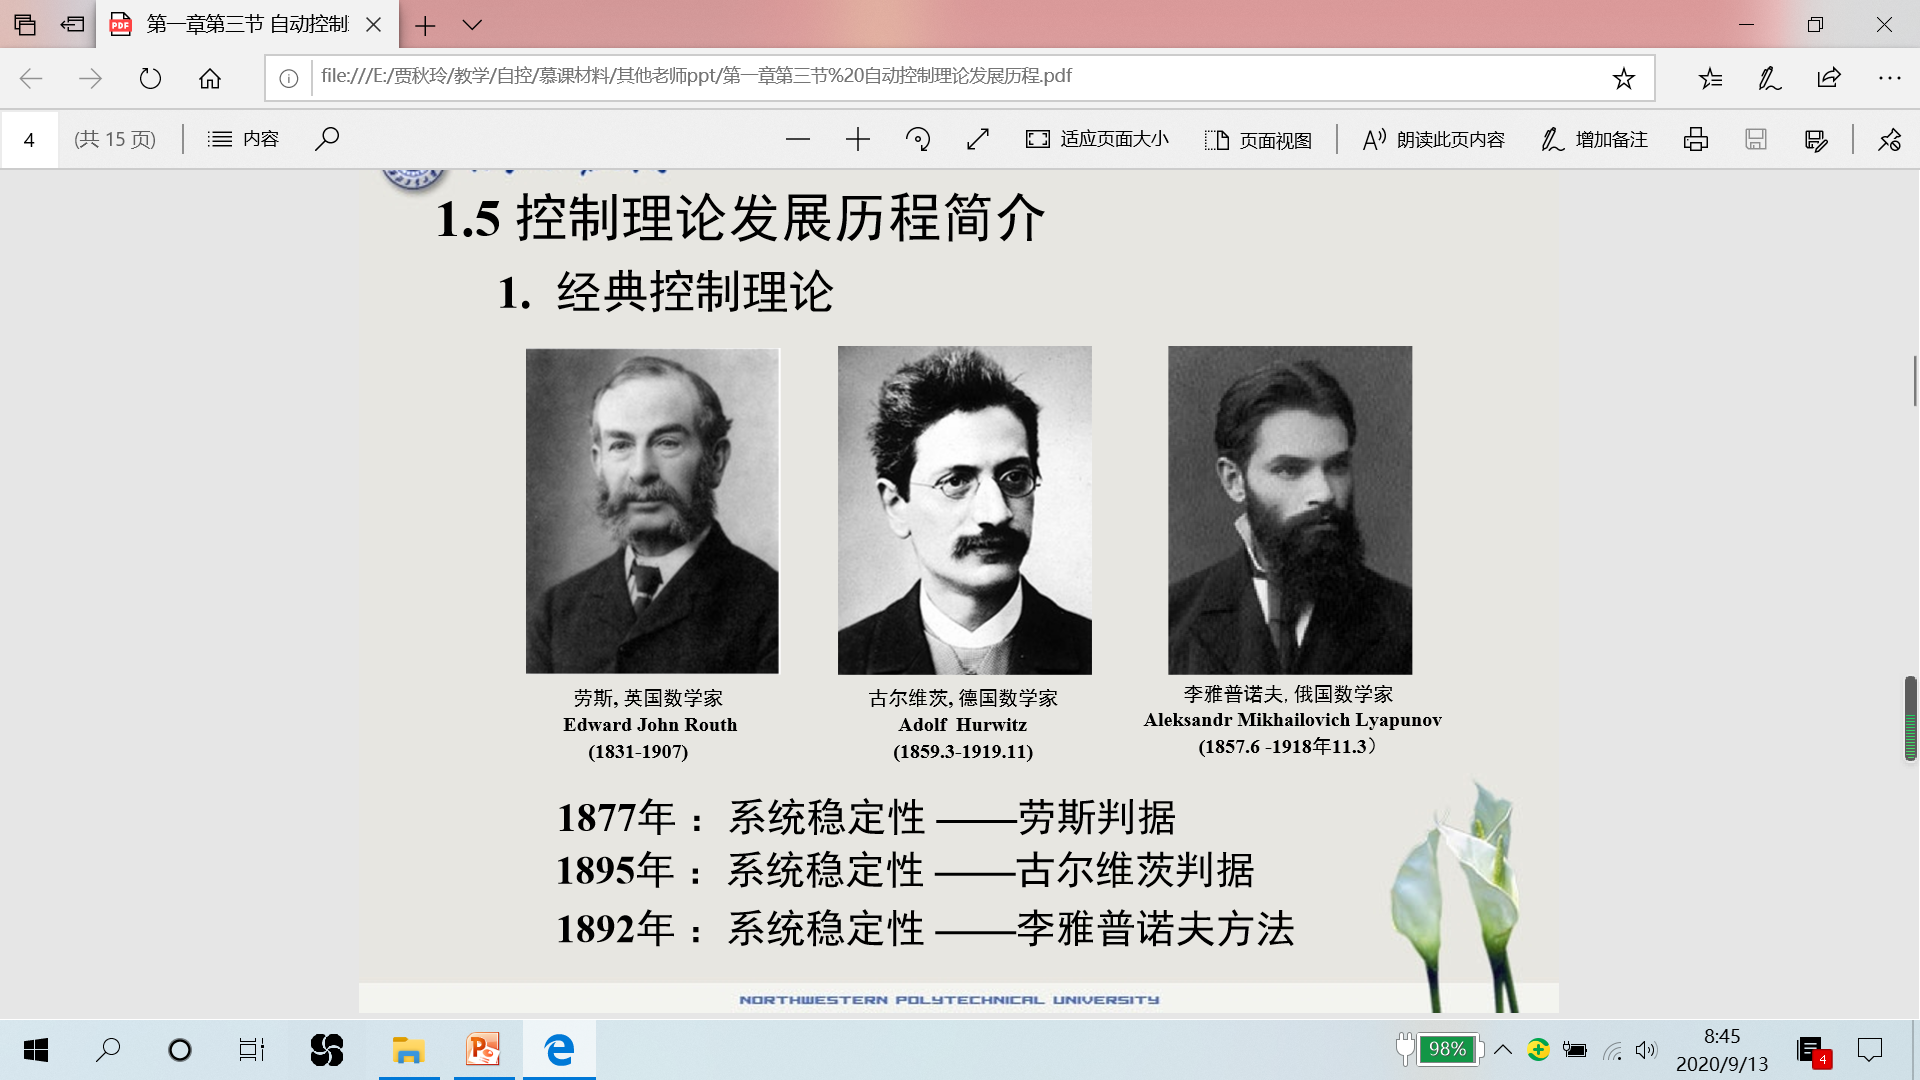 第一章第三节 自动控制
file:///E:/贾秋玲/教学/自控/慕课材料/其他老师ppt/第一章第三节%20自动控制理论发展历程.pdf
4 (共 15 页) 内容 适应页面大小 页面视图 朗读此页内容 增加备注
1.5 控制理论发展历程简介
1. 经典控制理论
劳斯, 英国数学家
Edward John Routh
(1831-1907)
古尔维茨, 德国数学家
Adolf Hurwitz
(1859.3-1919.11)
李雅普诺夫, 俄国数学家
Aleksandr Mikhailovich Lyapunov
(1857.6 -1918年11.3）
1877年 ：系统稳定性 ——劳斯判据
1895年 ：系统稳定性 ——古尔维茨判据
1892年 ：系统稳定性 ——李雅普诺夫方法
NORTHWESTERN POLYTECHNICAL UNIVERSITY
98%
8:45
2020/9/13
4